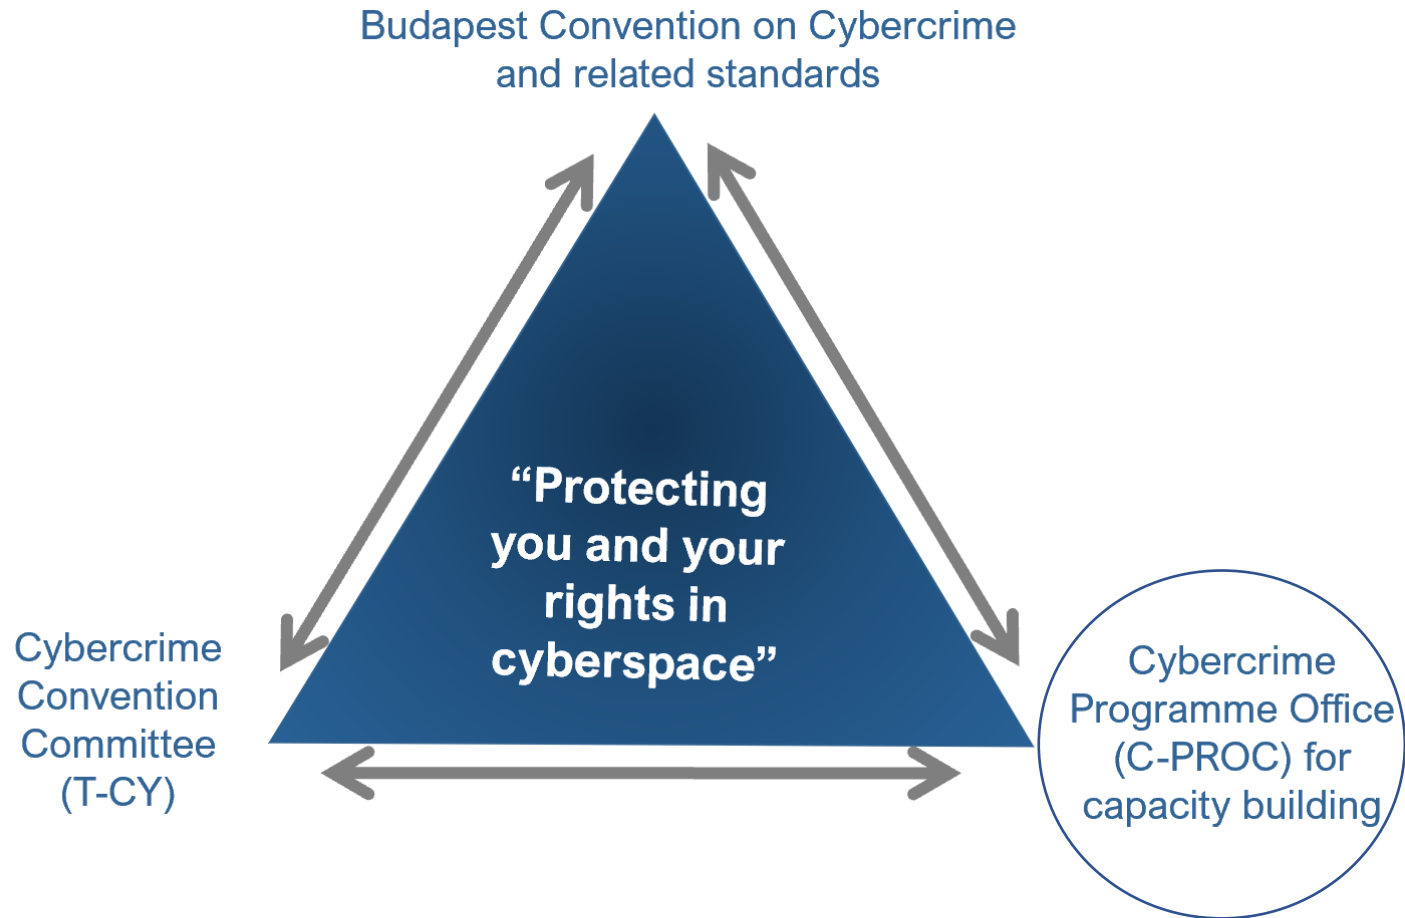 Budapest Convention on Cybercrime
and related standards
“Protecting
you and your
rights in
cyberspace”
Cybercrime
Convention
Committee
(T-CY)
Cybercrime
Programme Office
(C-PROC) for
capacity building